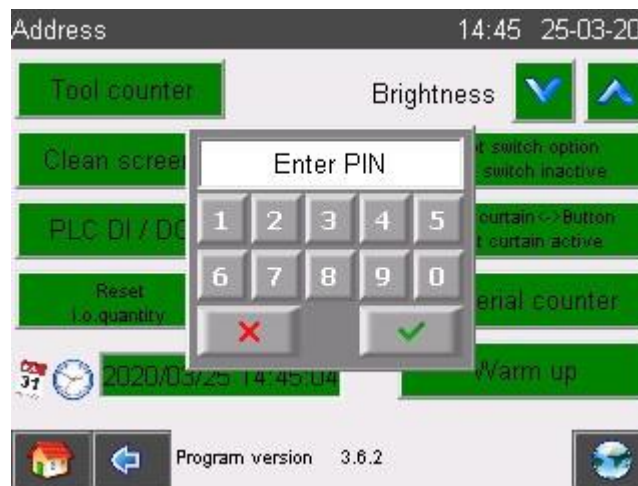 Address 14:45 25-03-20
Tool counter Brightness
Clean scree
switch option
switch inactive
Enter PIN
PLC DI / DO
curtain<->Button
t curtain active
1 2 3 4 5
6 7 8 9 0
Reset
i.o.quantity
erial counter
31 2020/03/25 14:45:04 Warm up
Program version 3.6.2